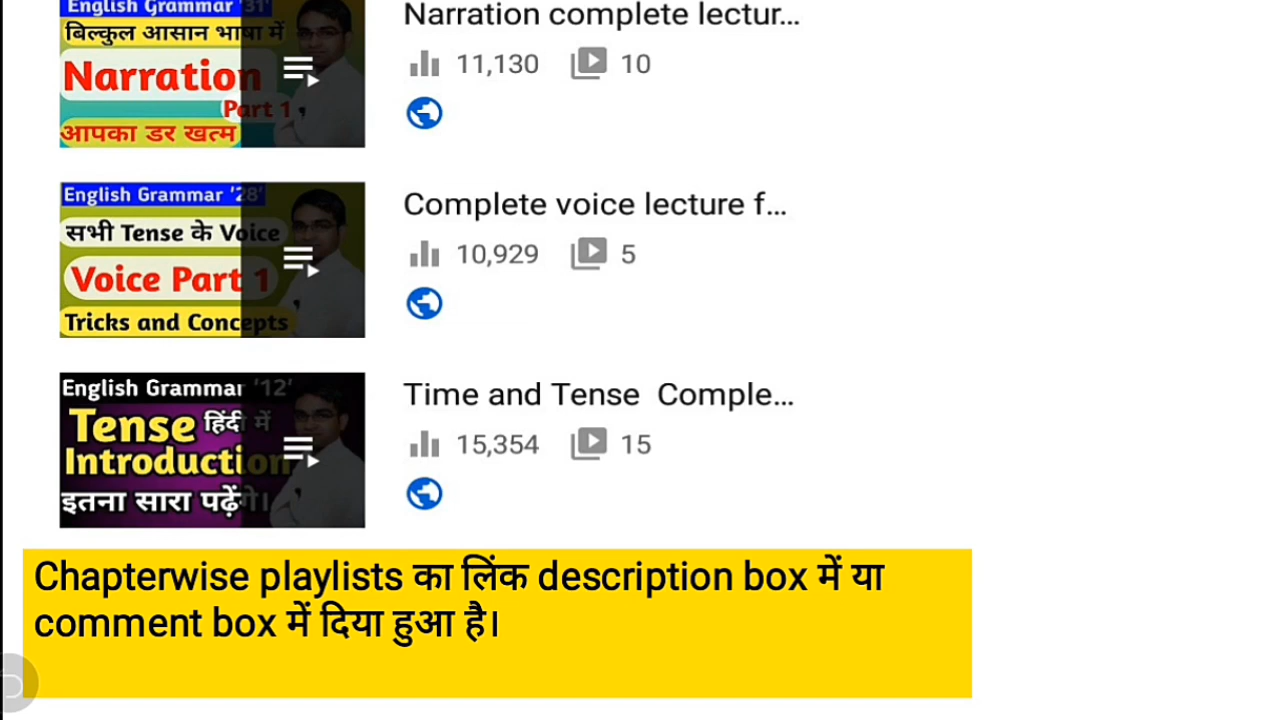 English Grammar '31'
बिल्कुल आसान भाषा में
Narration
Part 1
आपका डर खत्म
Narration complete lectur...
11,130 10
English Grammar '28'
सभी Tense के Voice
Voice Part 1
Tricks and Concepts
Complete voice lecture f...
10,929 5
English Grammar '12'
Tense हिंदी में
Introduction
इतना सारा पढ़ेंगे।
Time and Tense Comple...
15,354 15
Chapterwise playlists का लिंक description box में या
comment box में दिया हुआ है।